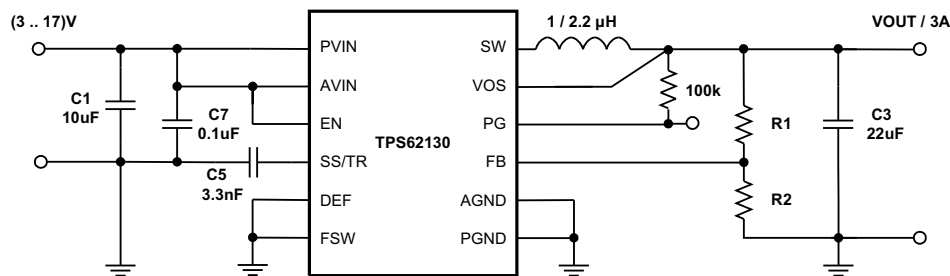 (3 .. 17)V
1 / 2.2 µH
VOUT / 3A
PVIN
SW
AVIN
VOS
100k
C1
10uF
C7
0.1uF
EN
PG
R1
C3
22uF
TPS62130
SS/TR
FB
C5
3.3nF
DEF
AGND
R2
FSW
PGND